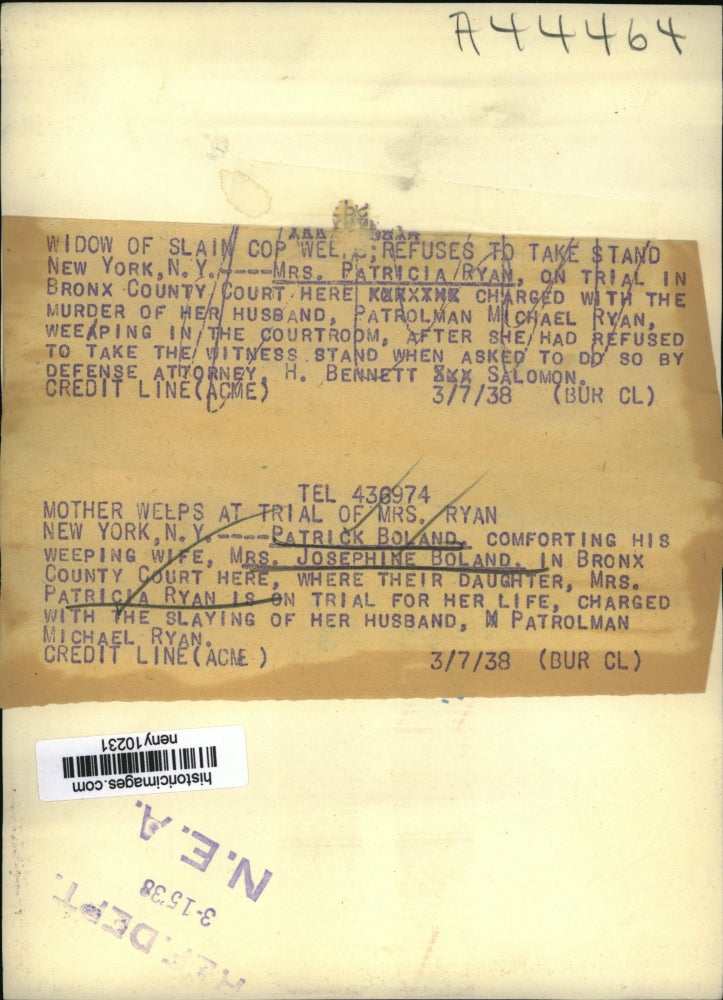 A44464
WIDOW OF SLAIN COP WEEPS; REFUSES TO TAKE STAND
NEW YORK, N.Y.----MRS. PATRICIA RYAN, ON TRIAL IN
BRONX COUNTY COURT HERE CHARGED WITH THE
MURDER OF HER HUSBAND, PATROLMAN MICHAEL RYAN,
WEEAPING IN THE COURTROOM, AFTER SHE HAD REFUSED
TO TAKE THE WITNESS STAND WHEN ASKED TO DO SO BY
DEFENSE ATTORNEY, H. BENNETT XXX SALOMON.
CREDIT LINE(ACME) 3/7/38 (BUR CL)
TEL 436974
MOTHER WEEPS AT TRIAL OF MRS. RYAN
NEW YORK, N.Y.----PATRICK BOLAND, COMFORTING HIS
WEEPING WIFE, MRS. JOSEPHINE BOLAND, IN BRONX
COUNTY COURT HERE, WHERE THEIR DAUGHTER, MRS.
PATRICIA RYAN IS ON TRIAL FOR HER LIFE, CHARGED
WITH THE SLAYING OF HER HUSBAND, M PATROLMAN
MICHAEL RYAN.
CREDIT LINE(ACME) 3/7/38 (BUR CL)
historicimages.com
neny10231
N.E.A.
3-15'38
REF. DEPT.